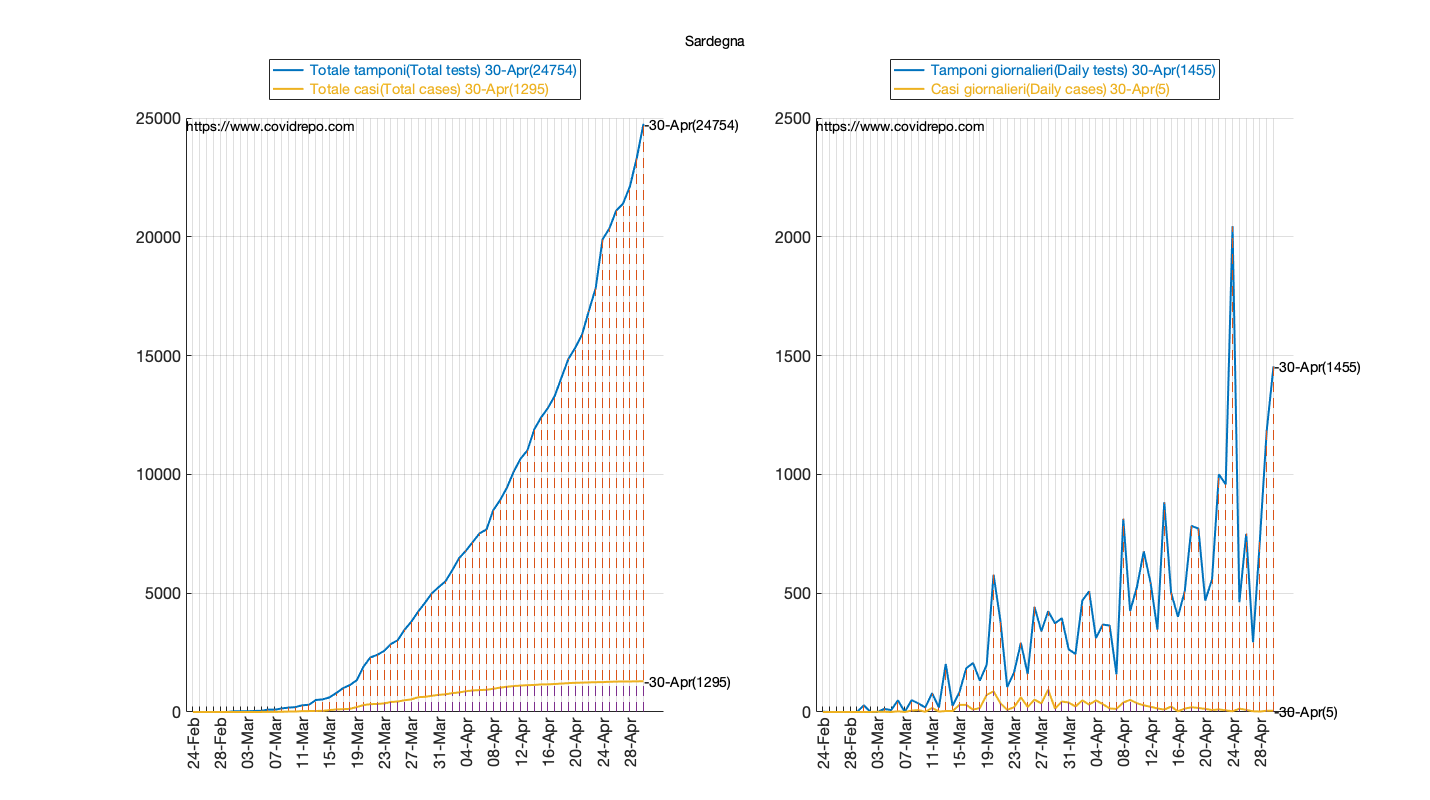 Sardegna
Totale tamponi(Total tests) 30-Apr(24754)
Totale casi(Total cases) 30-Apr(1295)
25000
20000
15000
10000
5000
0
https://www.covidrepo.com
-30-Apr(24754)
-30-Apr(1295)
24-Feb
28-Feb
03-Mar
07-Mar
11-Mar
15-Mar
19-Mar
23-Mar
27-Mar
31-Mar
04-Apr
08-Apr
12-Apr
16-Apr
20-Apr
24-Apr
28-Apr
Tamponi giornalieri(Daily tests) 30-Apr(1455)
Casi giornalieri(Daily cases) 30-Apr(5)
2500
2000
1500
1000
500
0
https://www.covidrepo.com
-30-Apr(1455)
-30-Apr(5)
24-Feb
28-Feb
03-Mar
07-Mar
11-Mar
15-Mar
19-Mar
23-Mar
27-Mar
31-Mar
04-Apr
08-Apr
12-Apr
16-Apr
20-Apr
24-Apr
28-Apr